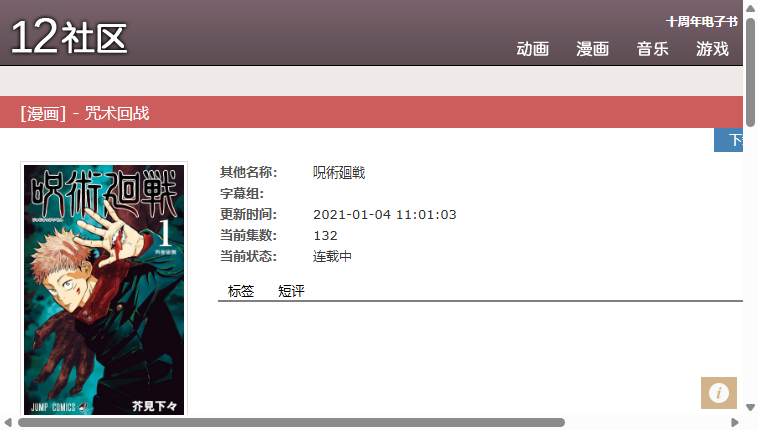 12社区
十周年电子书
动画 漫画 音乐 游戏
[漫画] - 咒术回战
下
呪術廻戦
1
芥見下々
JUMP COMICS
其他名称: 呪術廻戦
字幕组:
更新时间: 2021-01-04 11:01:03
当前集数: 132
当前状态: 连载中
标签 短评